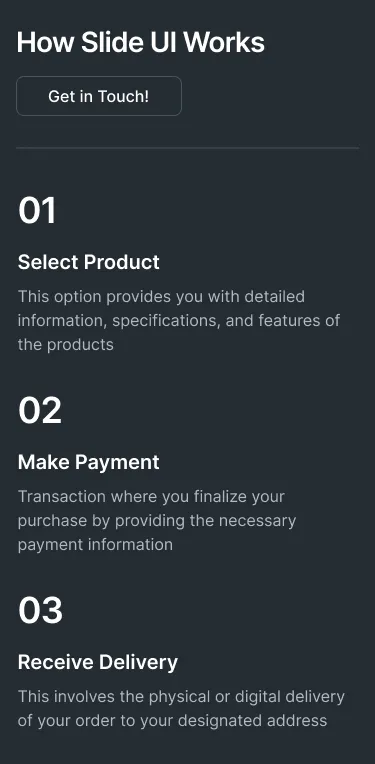 How Slide UI Works
Get in Touch!
01
Select Product
This option provides you with detailed
information, specifications, and features of
the products
02
Make Payment
Transaction where you finalize your
purchase by providing the necessary
payment information
03
Receive Delivery
This involves the physical or digital delivery
of your order to your designated address